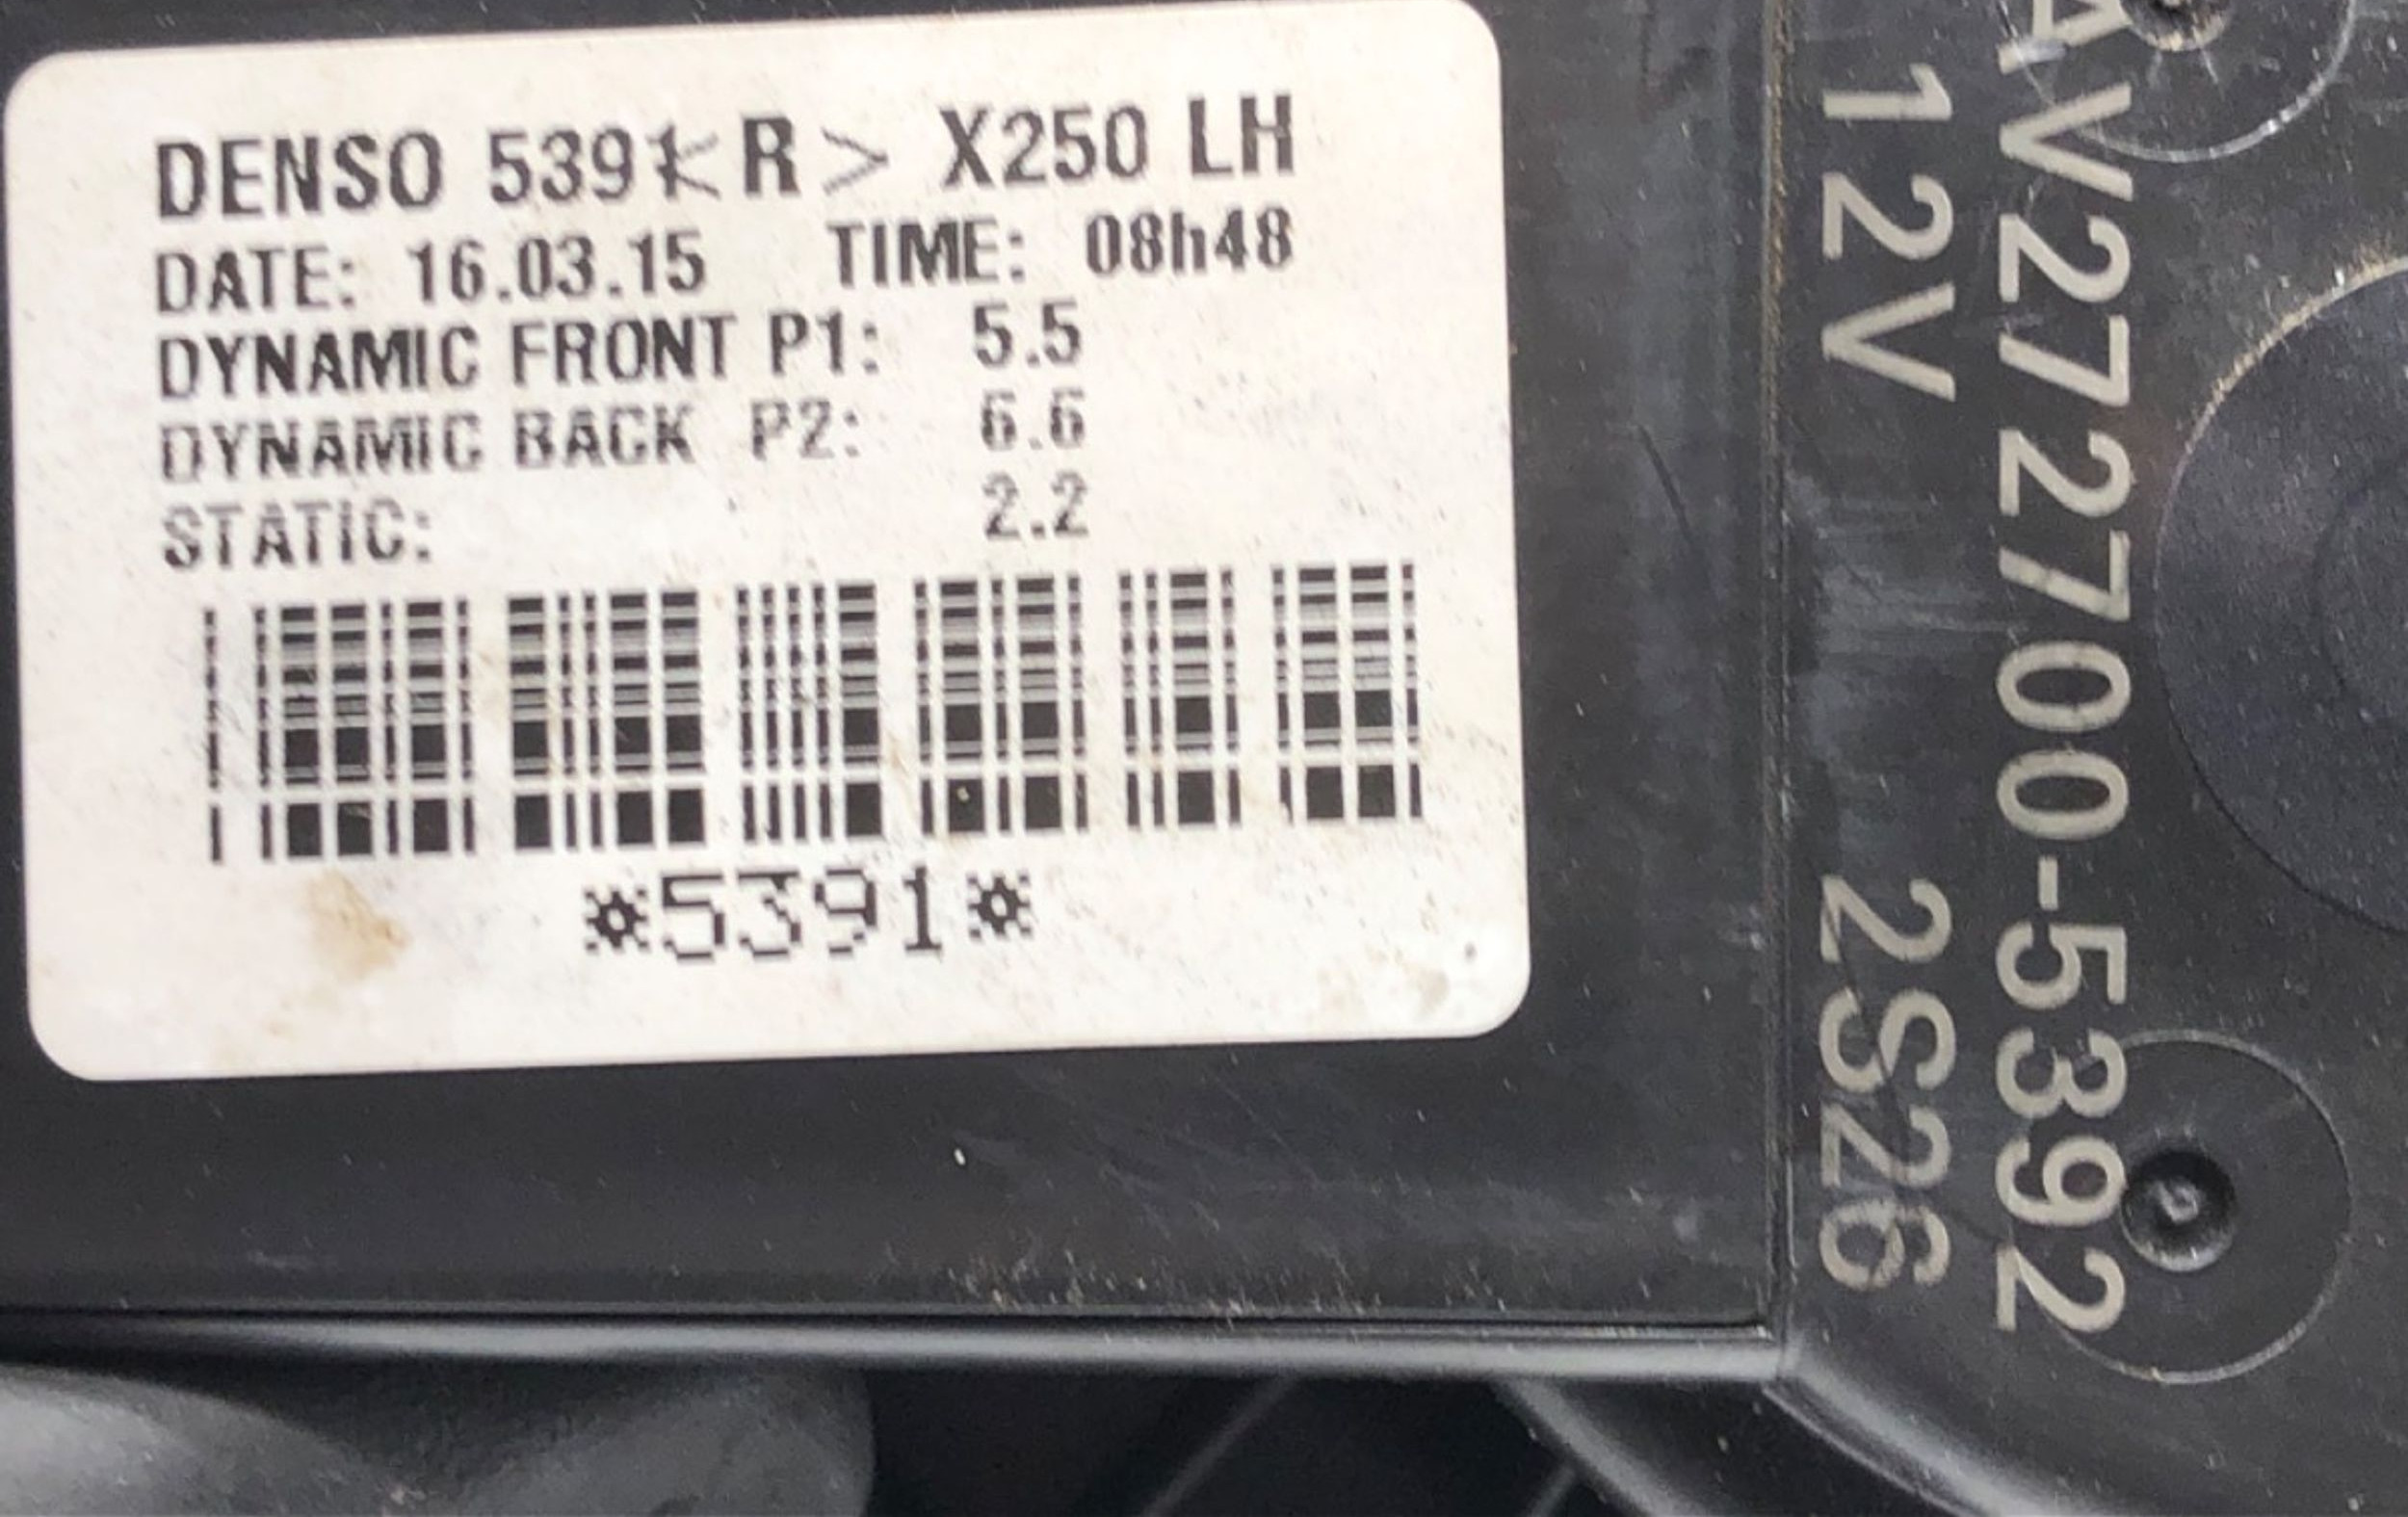 DENSO 5391< R > X250 LH
DATE: 16.03.15 TIME: 08h48
DYNAMIC FRONT P1: 5.5
DYNAMIC BACK P2: 6.6
STATIC: 2.2
*5391*
AV272700-5392
12V 2S26